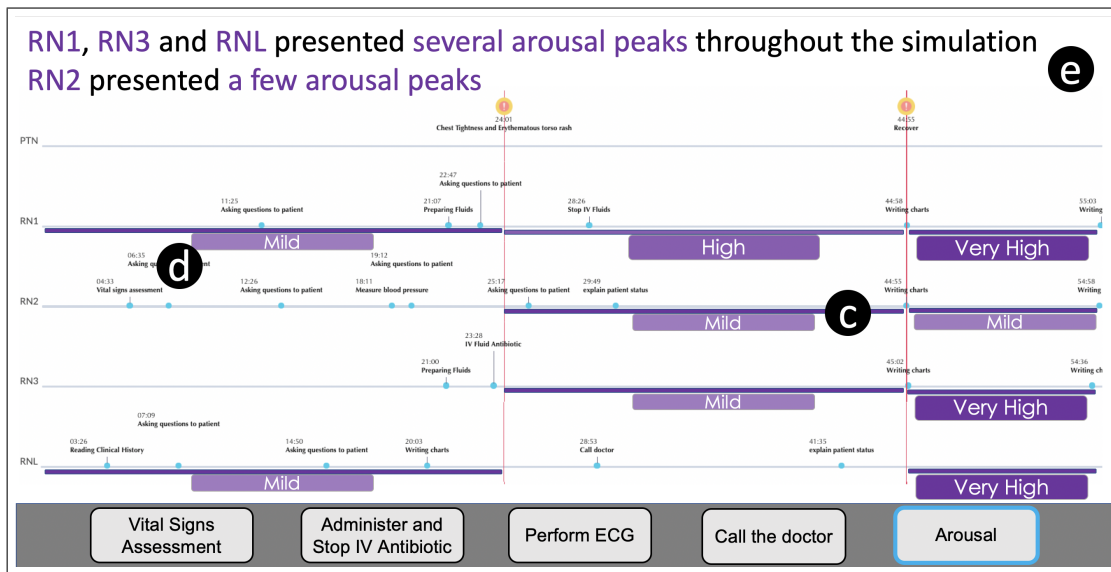 RN1, RN3 and RNL presented several arousal peaks throughout the simulation
RN2 presented a few arousal peaks
e
24:01
Chest Tightness and Erythematous torso rash
44:55
Recover
PTN
22:47
Asking questions to patient
11:25
Asking questions to patient
21:07
Preparing Fluids
28:26
Stop IV Fluids
44:58
Writing charts
55:03
Writing
RN1
Mild
High
Very High
d
06:35
Asking
19:12
Asking questions to patient
04:33
Vital signs assessment
12:26
Asking questions to patient
18:11
Measure blood pressure
25:17
Asking questions to patient
29:49
explain patient status
44:55
Writing charts
54:58
Writing
RN2
c
Mild
Mild
23:28
IV Fluid Antibiotic
21:00
Preparing Fluids
45:02
Writing charts
54:36
Writing ch
RN3
Mild
Very High
07:09
Asking questions to patient
03:26
Reading Clinical History
14:50
Asking questions to patient
20:03
Writing charts
28:53
Call doctor
41:35
explain patient status
RNL
Mild
Very High
Vital Signs
Assessment
Administer and
Stop IV Antibiotic
Perform ECG
Call the doctor
Arousal